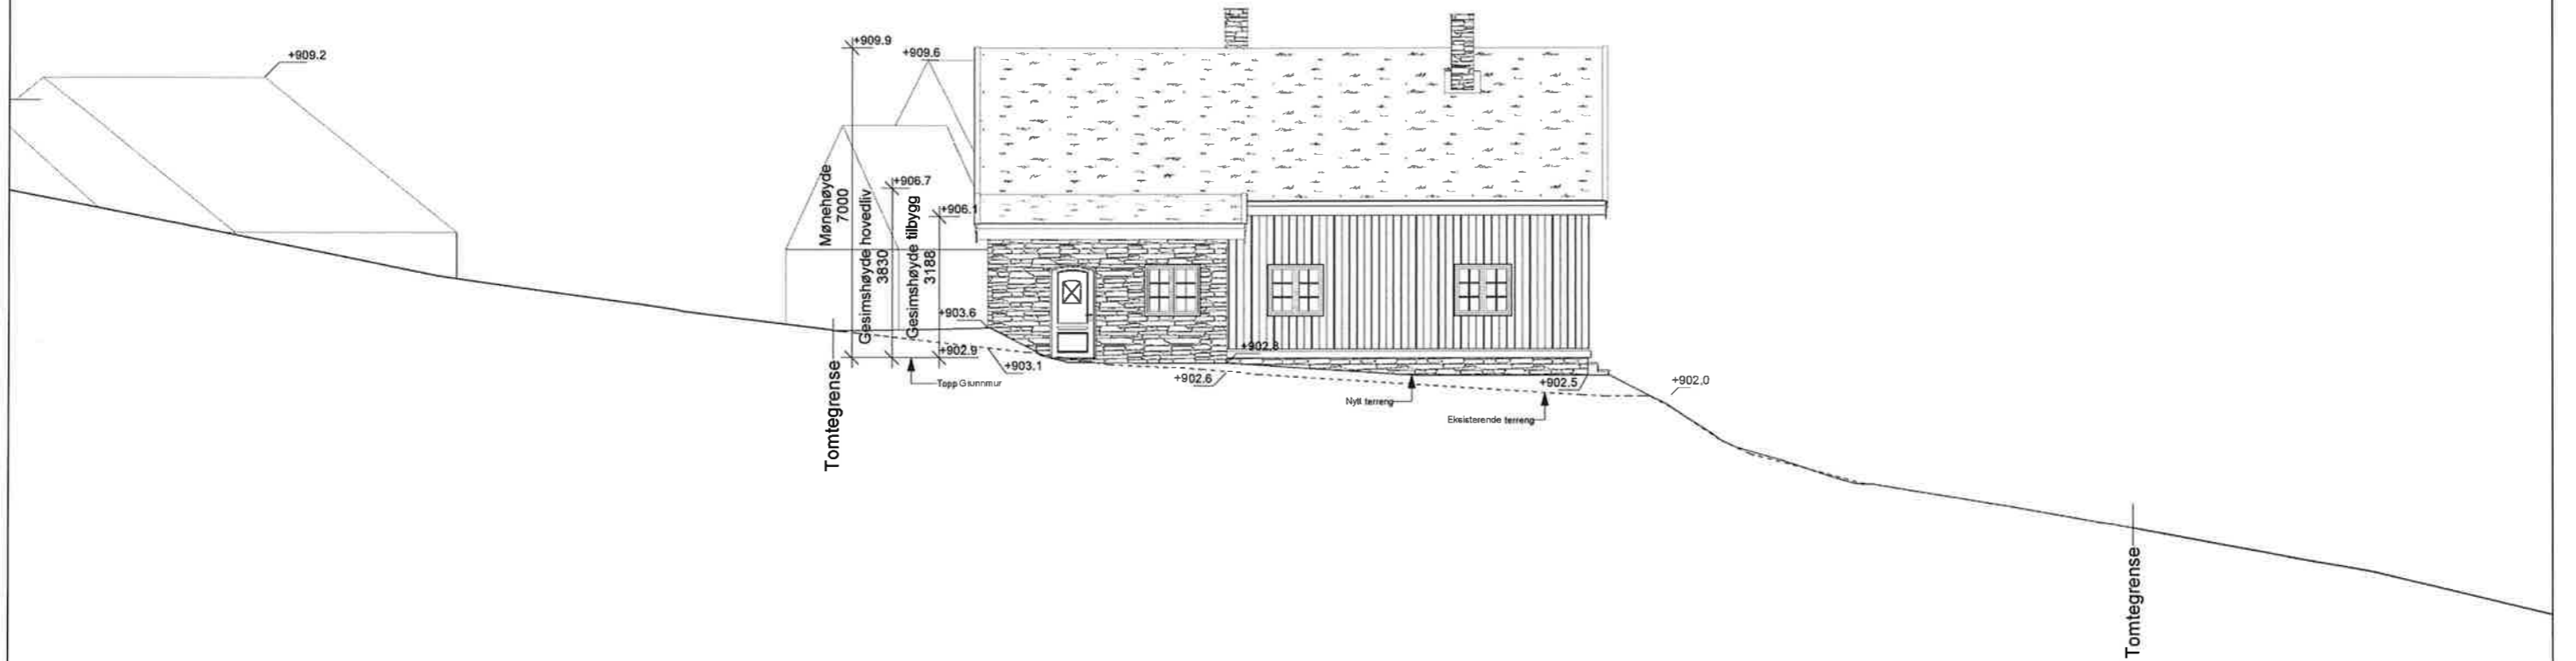 +909.2
+909.9
+909.6
Mønehøyde
7000
Gesimshøyde hovedliv
3830
+906.7
Gesimshøyde tilbygg
3188
+906.1
+903.6
+902.9
+903.1
Topp Grunnmur
+902.8
+902.6
+902.5
+902.0
Nytt terreng
Eksisterende terreng
Tomtegrense
Tomtegrense